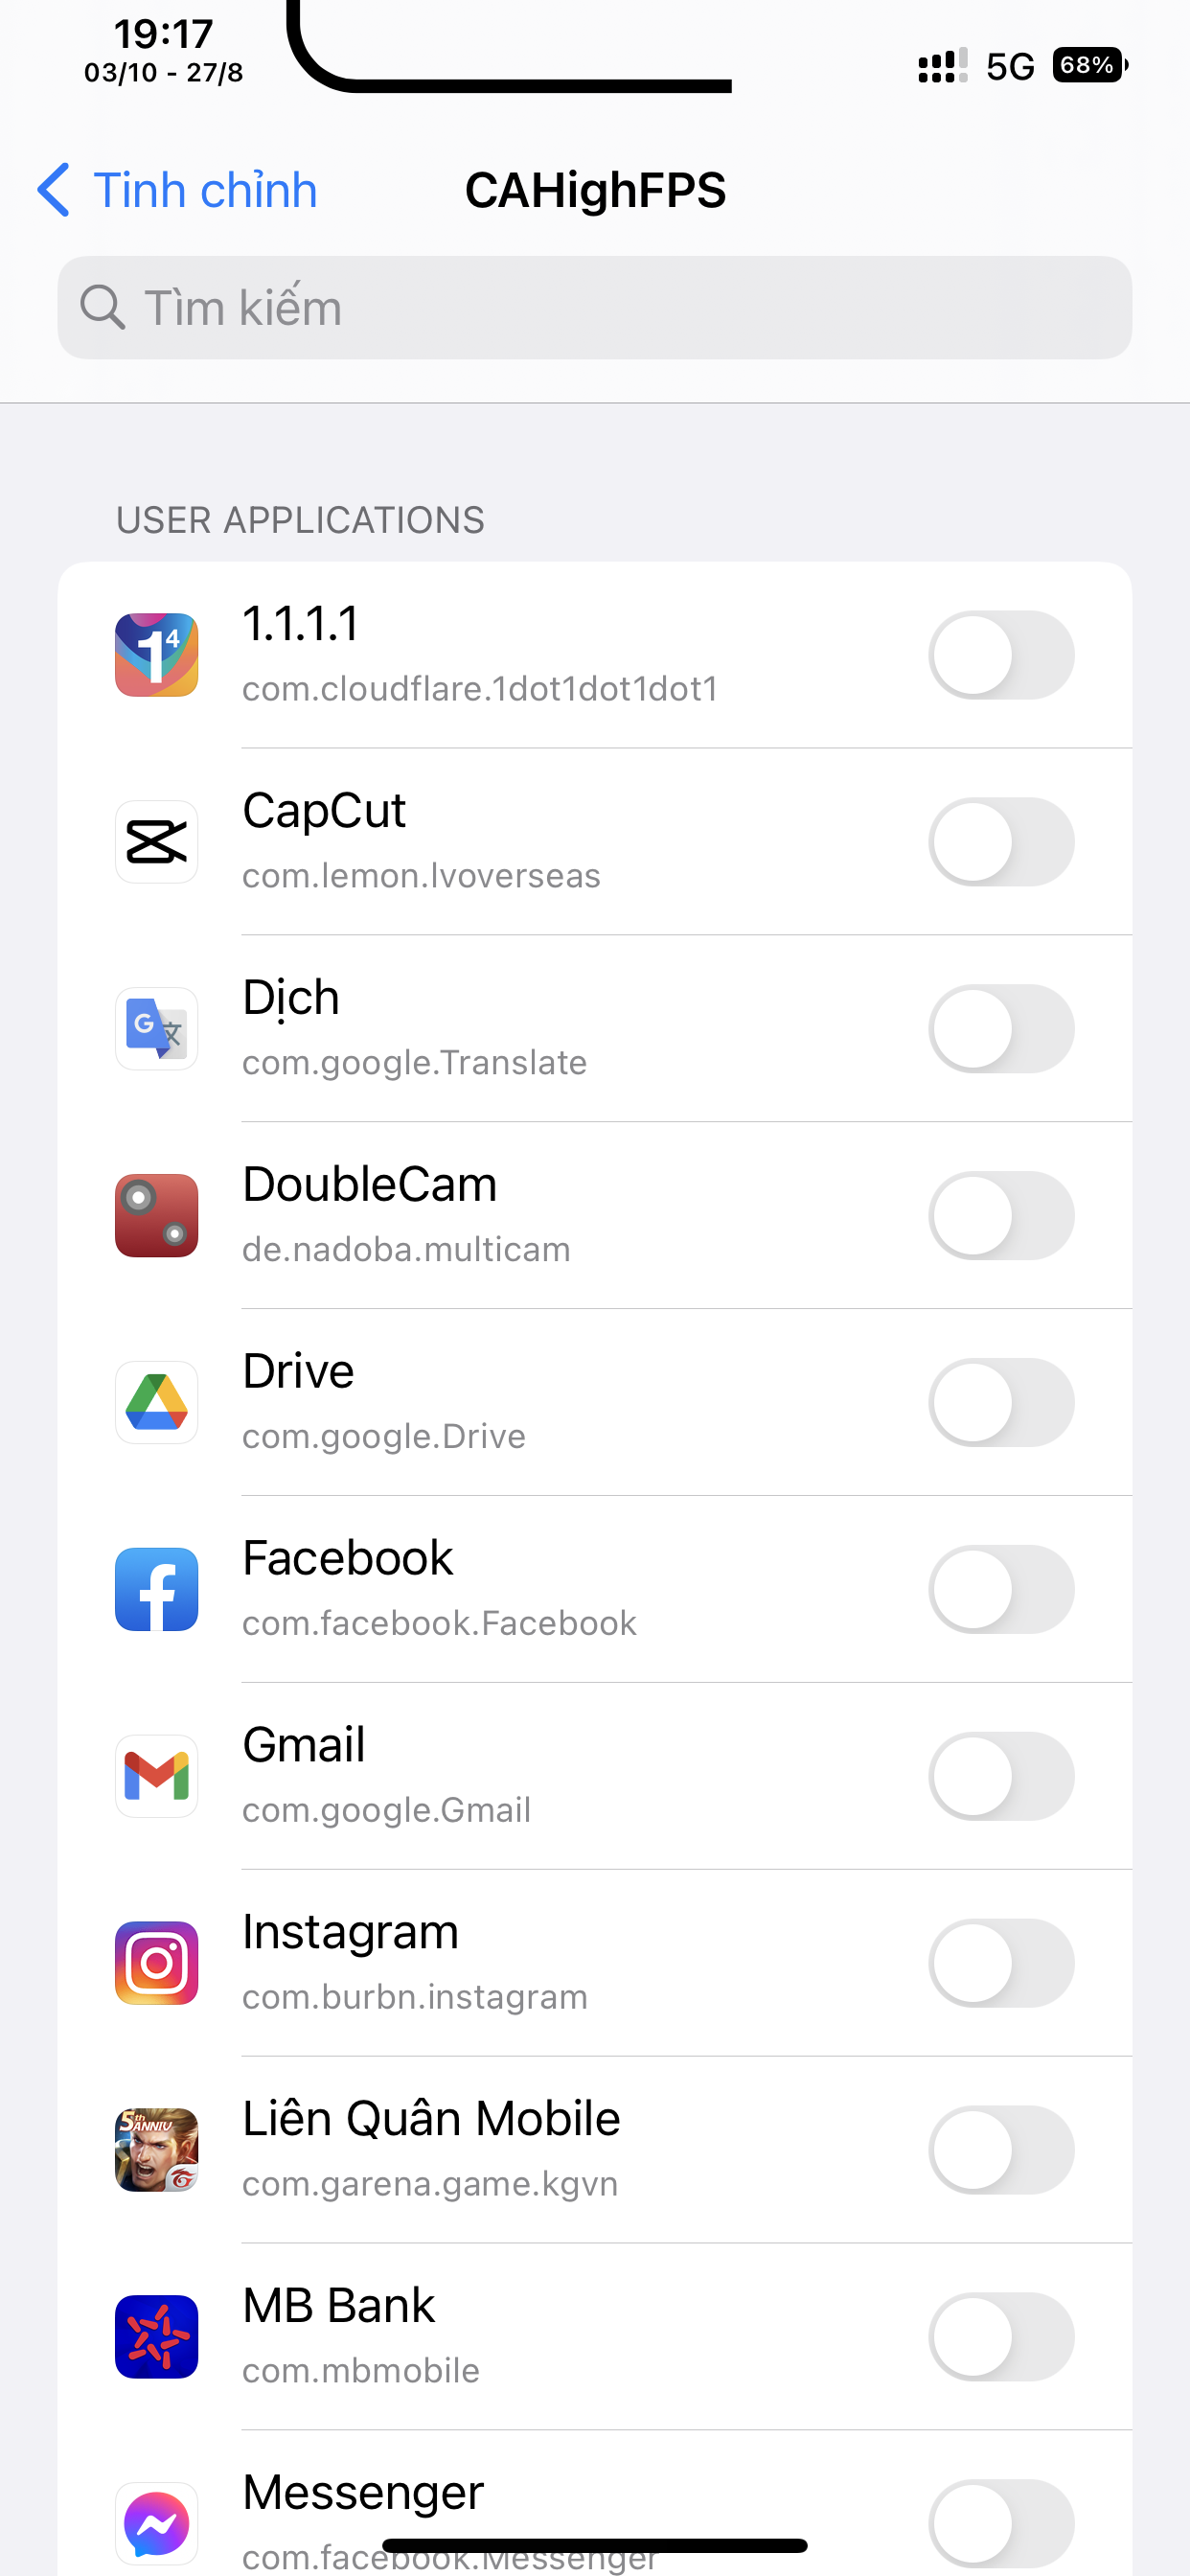 19:17
03/10 - 27/8
5G
68%
Tinh chỉnh
CAHighFPS
Tìm kiếm
USER APPLICATIONS
1.1.1.1
com.cloudflare.1dot1dot1dot1
CapCut
com.lemon.lvoverseas
Dịch
com.google.Translate
DoubleCam
de.nadoba.multicam
Drive
com.google.Drive
Facebook
com.facebook.Facebook
Gmail
com.google.Gmail
Instagram
com.burbn.instagram
5th ANNIV
Liên Quân Mobile
com.garena.game.kgvn
MB Bank
com.mbmobile
Messenger
com.facebook.Messenger